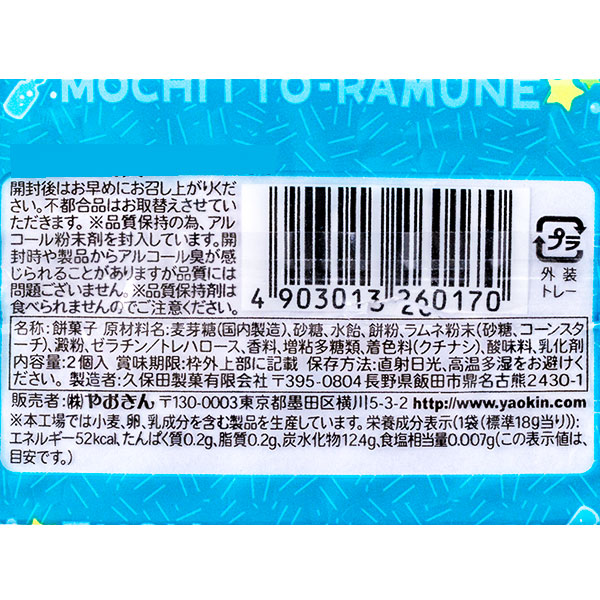 MOCHITTO-RAMUNE
開封後はお早めにお召し上がりくだ
さい。不都合品はお取替えさせてい
ただきます。※品質保持の為、アル
コール粉末剤を封入しています。開
封時や製品からアルコール臭が感
じられることがありますが品質には
問題ございません。※品質保持剤は
食べられませんのでご注意ください。
4 903013 260170
プラ
外装
トレー
名称:餅菓子 原材料名:麦芽糖(国内製造)、砂糖、水飴、餅粉、ラムネ粉末(砂糖、コーンスタ
ーチ)、澱粉、ゼラチン/トレハロース、香料、増粘多糖類、着色料(クチナシ)、酸味料、乳化剤
内容量:2個入 賞味期限:枠外上部に記載 保存方法:直射日光、高温多湿をお避けく
ださい。製造者:久保田製菓有限会社 〒395-0804長野県飯田市鼎名古熊2430-1
販売者:㈱やおきん 〒130-0003東京都墨田区横川5-3-2 http://www.yaokin.com
※本工場では小麦、卵、乳成分を含む製品を生産しています。栄養成分表示(1袋(標準18g当り)):
エネルギー52kcal、たんぱく質0.2g、脂質0.2g、炭水化物12.4g、食塩相当量0.007g(この表示値は、
目安です。)